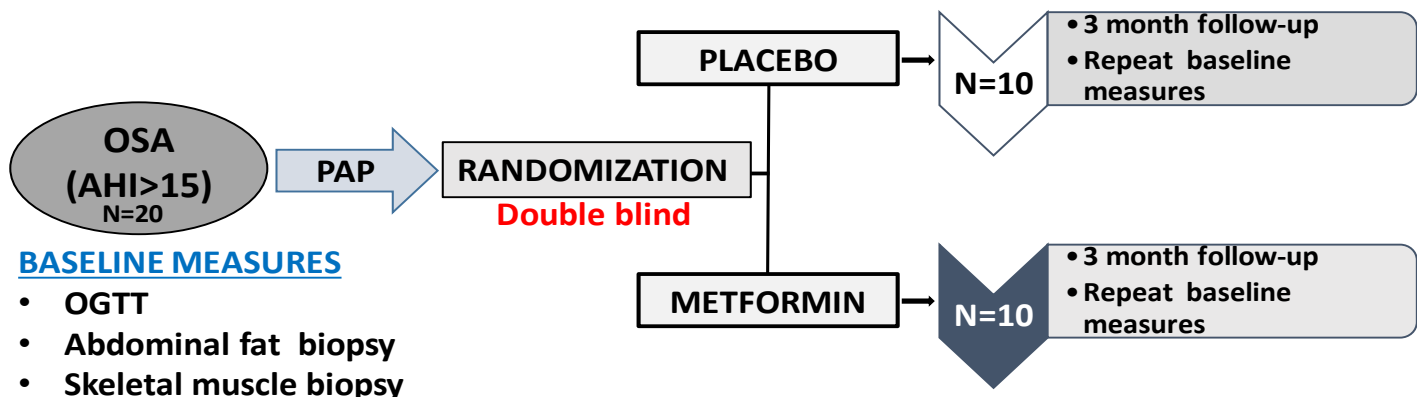 OSA
(AHI>15)
N=20
PAP
RANDOMIZATION
Double blind
BASELINE MEASURES
• OGTT
• Abdominal fat biopsy
• Skeletal muscle biopsy
PLACEBO
N=10
• 3 month follow-up
• Repeat baseline
measures
METFORMIN
N=10
• 3 month follow-up
• Repeat baseline
measures